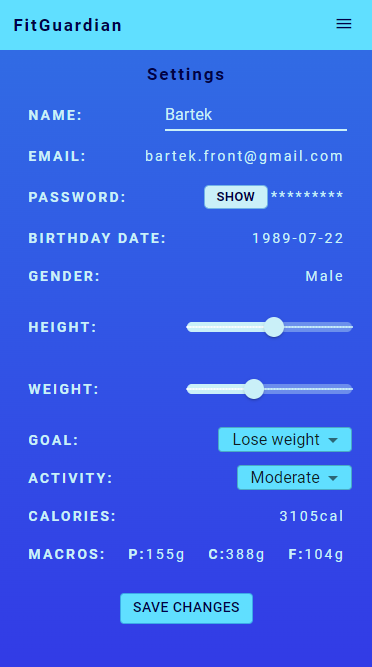 FitGuardian
Settings
NAME: Bartek
EMAIL: bartek.front@gmail.com
PASSWORD: SHOW *********
BIRTHDAY DATE: 1989-07-22
GENDER: Male
HEIGHT:
WEIGHT:
GOAL: Lose weight
ACTIVITY: Moderate
CALORIES: 3105cal
MACROS: P:155g C:388g F:104g
SAVE CHANGES